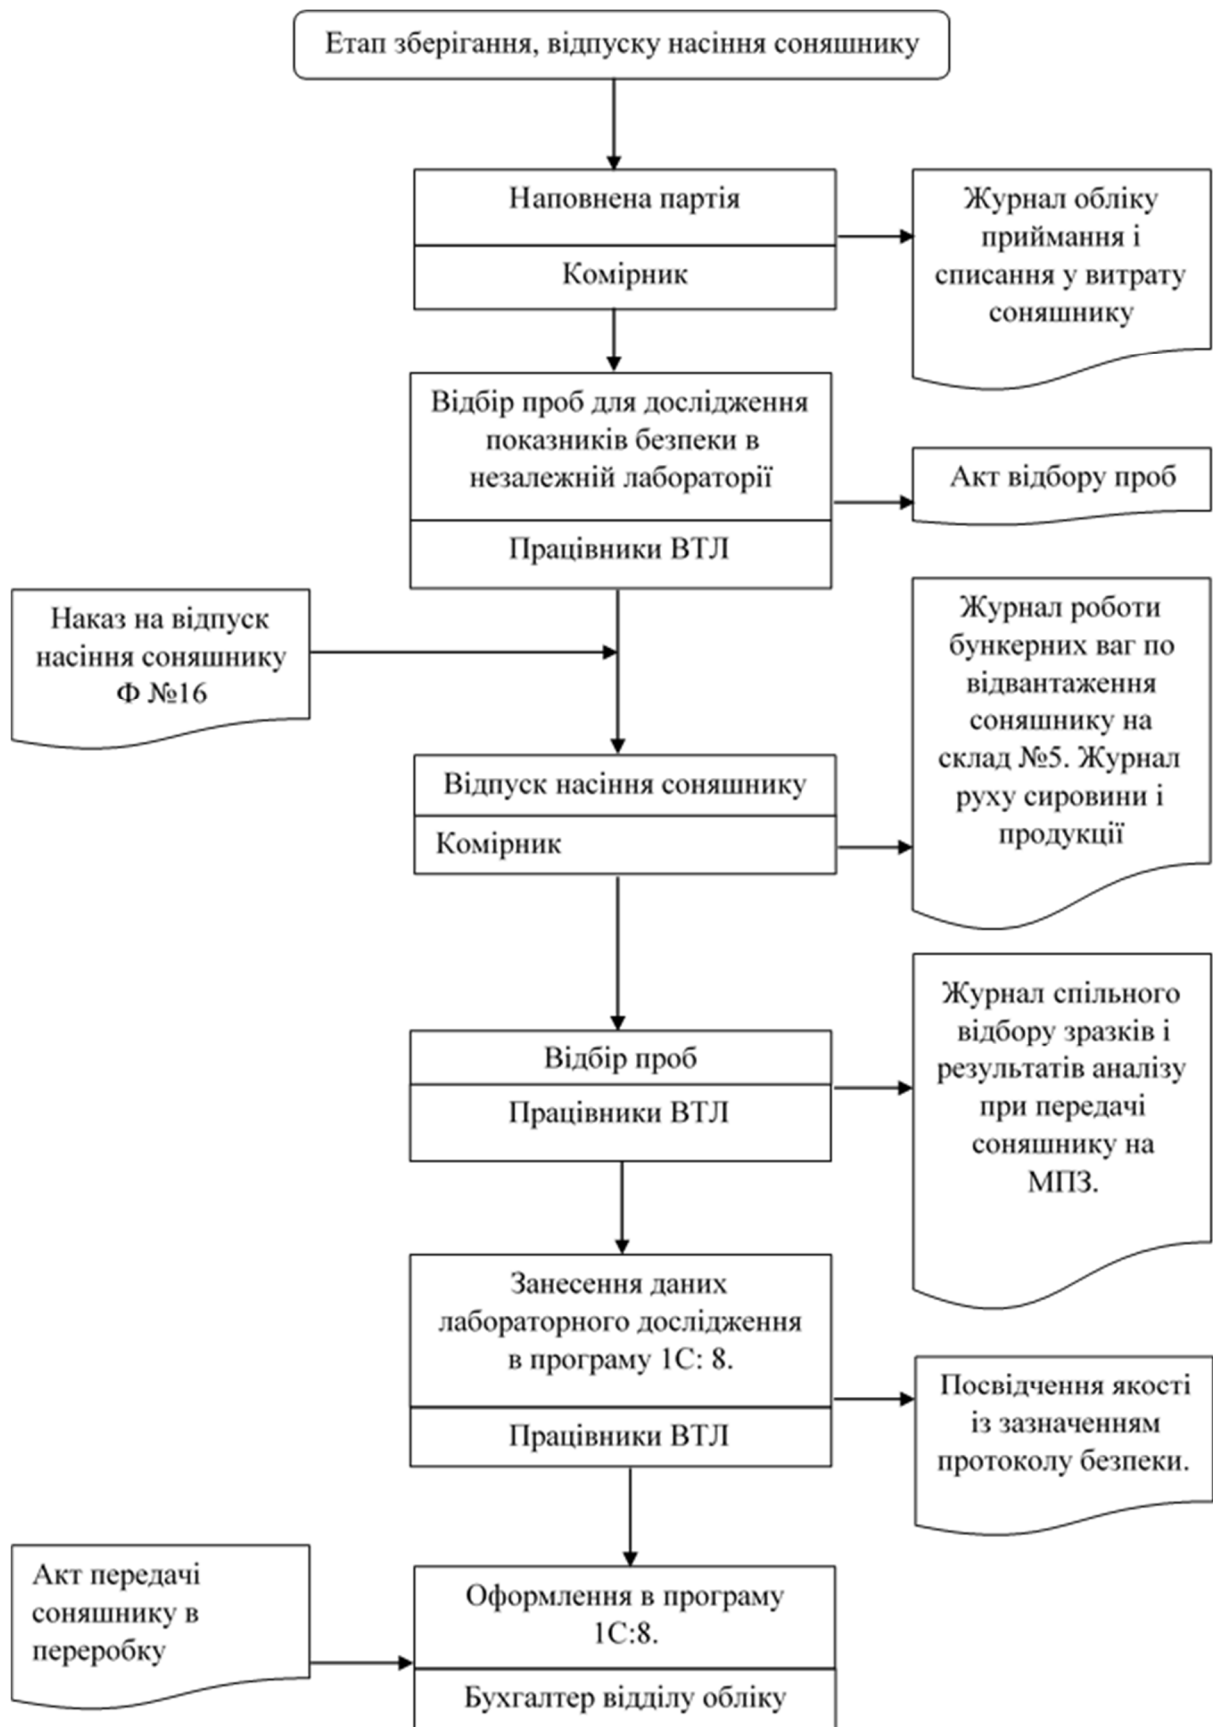 Етап зберігання, відпуску насіння соняшнику
Наповнена партія
Комірник
Журнал обліку
приймання і
списання у витрату
соняшнику
Відбір проб для дослідження
показників безпеки в
незалежній лабораторії
Працівники ВТЛ
Акт відбору проб
Наказ на відпуск
насіння соняшнику
Ф №16
Відпуск насіння соняшнику
Комірник
Журнал роботи
бункерних ваг по
відвантаження
соняшнику на
склад №5. Журнал
руху сировини і
продукції
Відбір проб
Працівники ВТЛ
Журнал спільного
відбору зразків і
результатів аналізу
при передачі
соняшнику на
МПЗ.
Занесення даних
лабораторного дослідження
в програму 1С: 8.
Працівники ВТЛ
Посвідчення якості
із зазначенням
протоколу безпеки.
Акт передачі
соняшнику в
переробку
Оформлення в програму
1С:8.
Бухгалтер відділу обліку